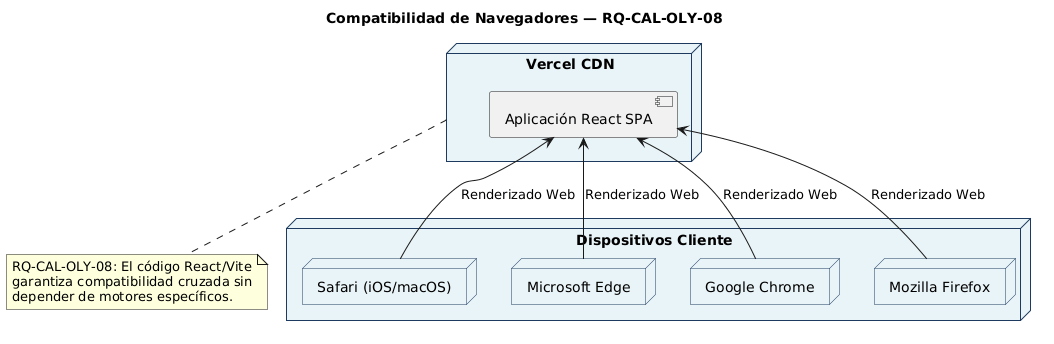 Compatibilidad de Navegadores — RQ-CAL-OLY-08
Vercel CDN
Aplicación React SPA
Renderizado Web
Renderizado Web
Renderizado Web
Renderizado Web
Dispositivos Cliente
RQ-CAL-OLY-08: El código React/Vite
garantiza compatibilidad cruzada sin
depender de motores específicos.
Safari (iOS/macOS)
Microsoft Edge
Google Chrome
Mozilla Firefox